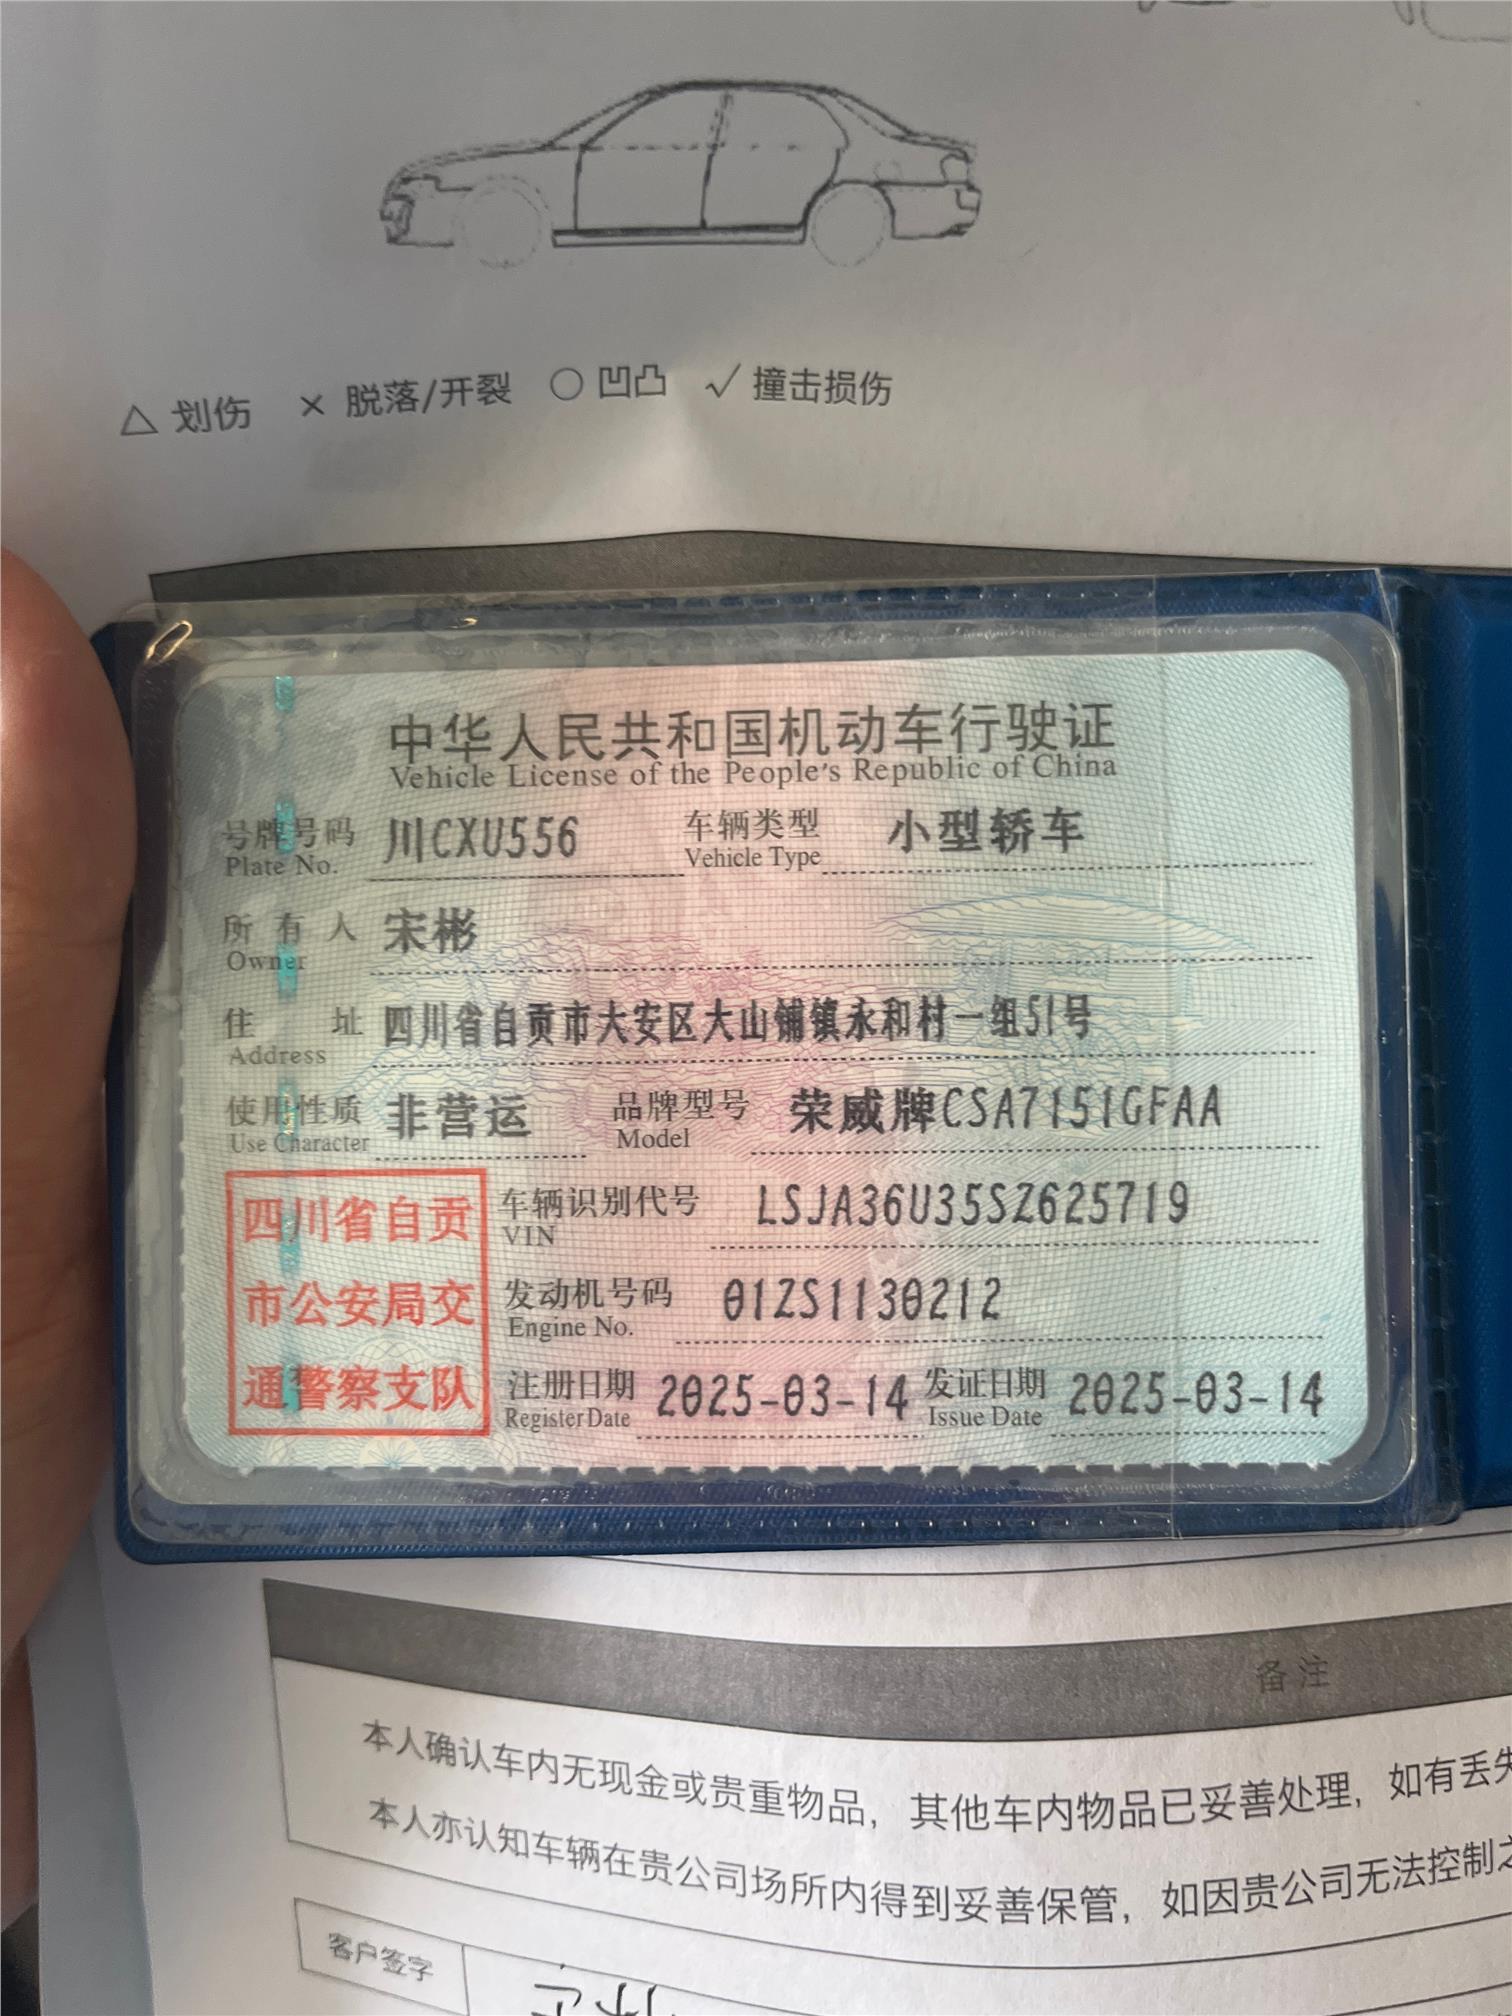 △ 划伤 × 脱落/开裂 ○ 凹凸 ✓ 撞击损伤
中华人民共和国机动车行驶证
Vehicle License of the People's Republic of China
号牌号码 川CXU556 车辆类型 小型轿车
Plate No. Vehicle Type
所有人 宋彬
Owner
住址 四川省自贡市大安区大山铺镇永和村一组51号
Address
使用性质 非营运 品牌型号 荣威牌CSA7151GFAA
Use Character Model
四川省自贡
市公安局交
通警察支队
车辆识别代号 LSJA36U35SZ625719
VIN
发动机号码 01ZS1130212
Engine No.
注册日期 2025-03-14 发证日期 2025-03-14
Register Date Issue Date
备注
本人确认车内无现金或贵重物品，其他车内物品已妥善处理，如有丢失
本人亦认知车辆在贵公司场所内得到妥善保管，如因贵公司无法控制之
客户签字